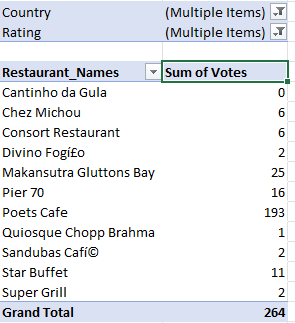 Country (Multiple Items)
Rating (Multiple Items)
Restaurant_Names Sum of Votes
Cantinho da Gula 0
Chez Michou 6
Consort Restaurant 6
Divino Fogí£o 2
Makansutra Gluttons Bay 25
Pier 70 16
Poets Cafe 193
Quiosque Chopp Brahma 1
Sandubas Cafí© 2
Star Buffet 11
Super Grill 2
Grand Total 264